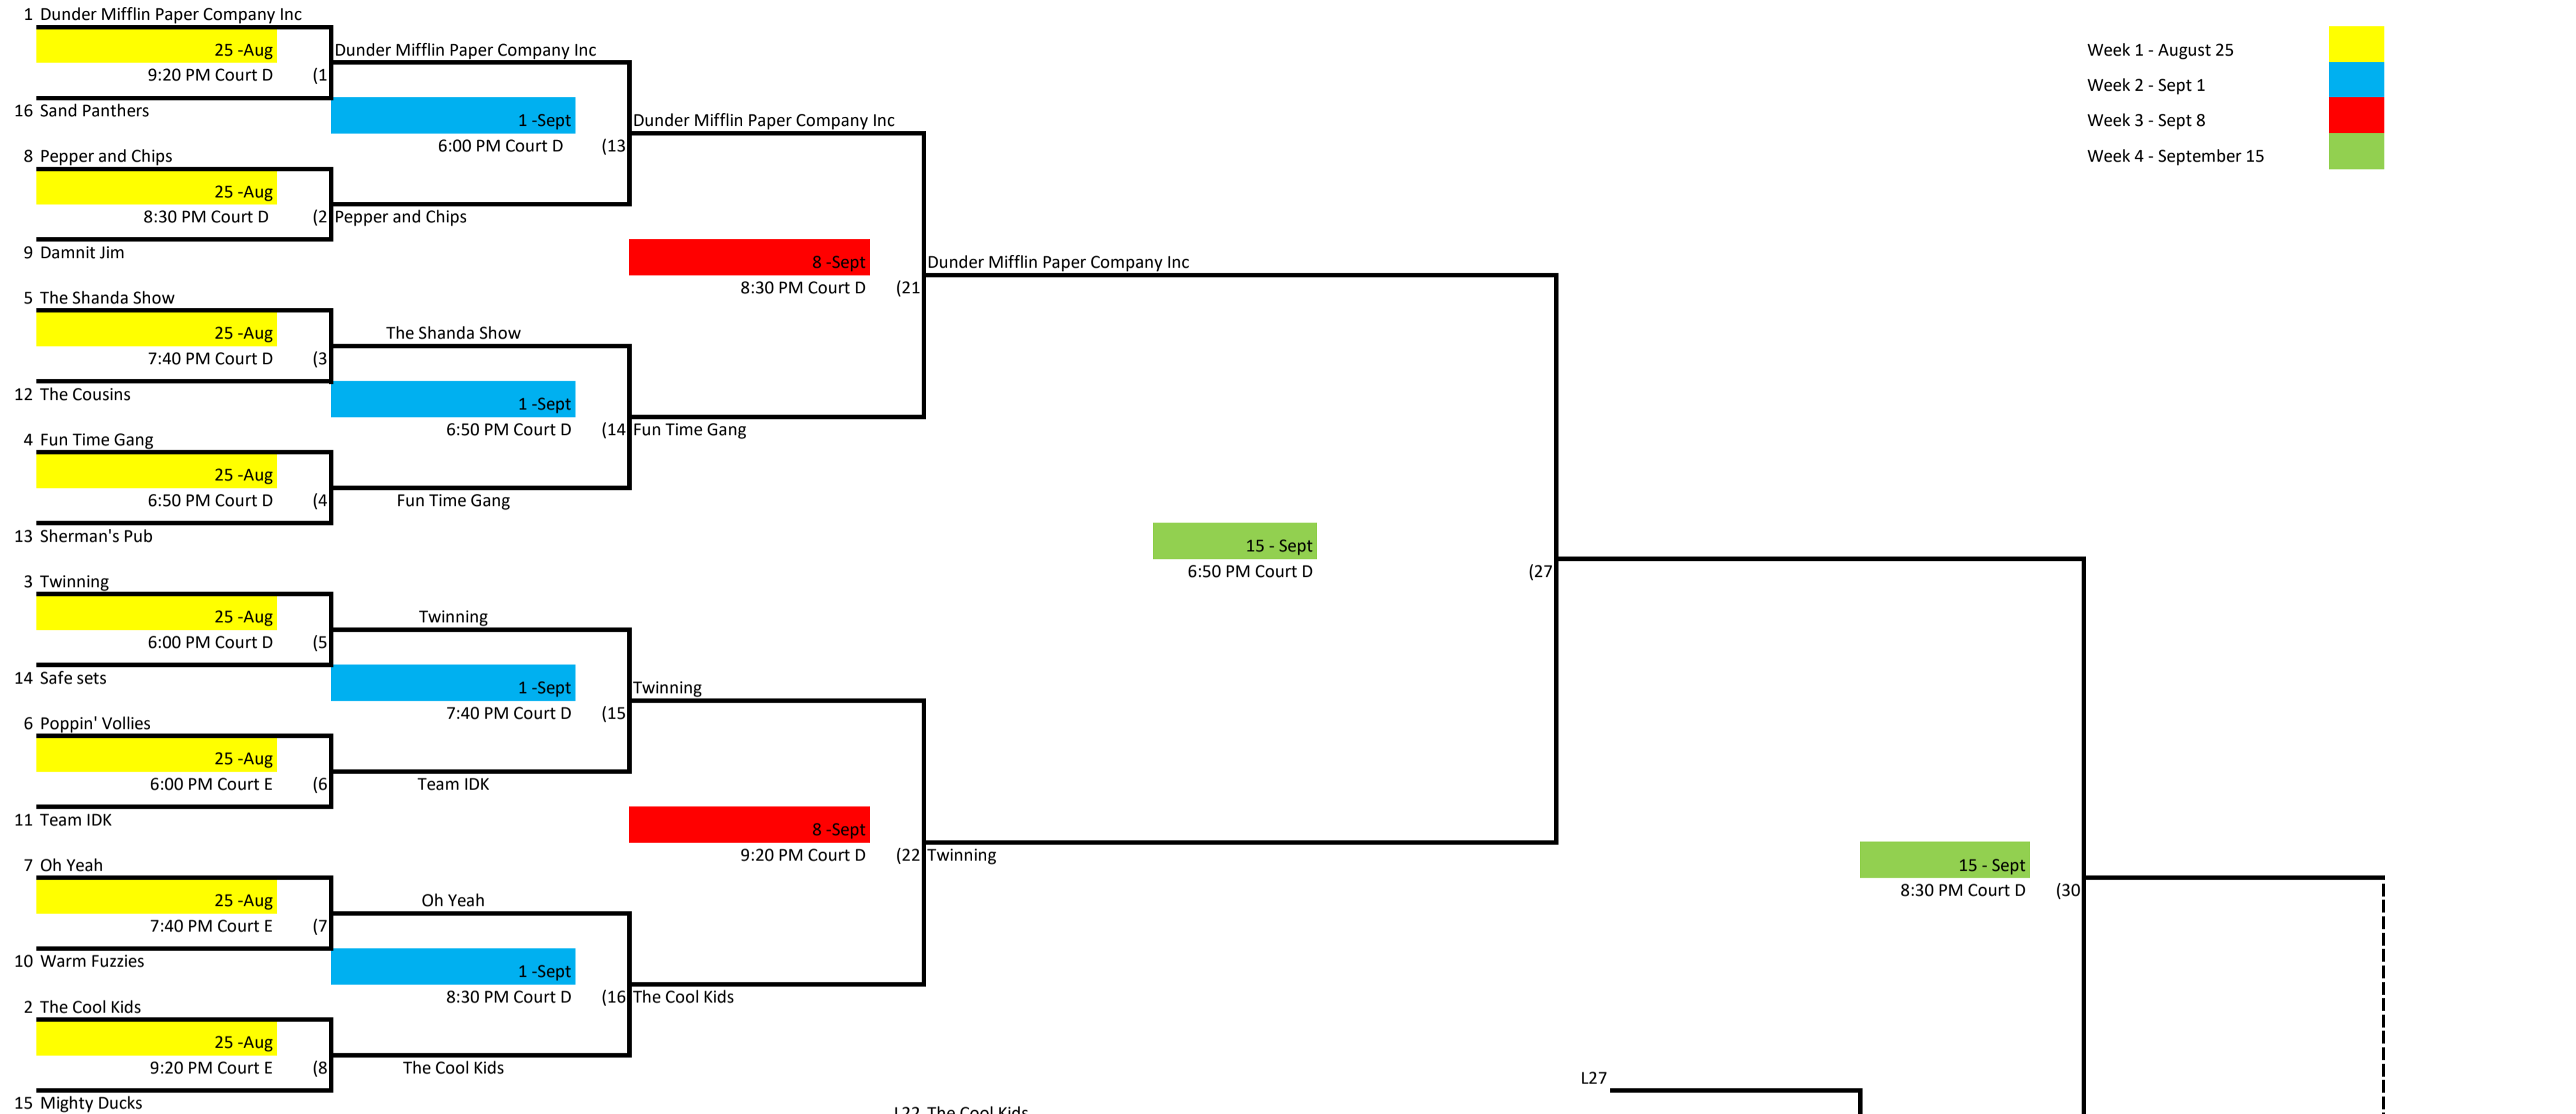 1 Dunder Mifflin Paper Company Inc
25 -Aug
Dunder Mifflin Paper Company Inc
Week 1 - August 25
9:20 PM Court D (1
Week 2 - Sept 1
16 Sand Panthers
1 -Sept
Dunder Mifflin Paper Company Inc
Week 3 - Sept 8
6:00 PM Court D (13
8 Pepper and Chips
Week 4 - September 15
25 -Aug
8:30 PM Court D (2 Pepper and Chips
9 Damnit Jim
8 -Sept
Dunder Mifflin Paper Company Inc
8:30 PM Court D (21
5 The Shanda Show
25 -Aug
The Shanda Show
7:40 PM Court D (3
12 The Cousins
1 -Sept
6:50 PM Court D (14 Fun Time Gang
4 Fun Time Gang
25 -Aug
6:50 PM Court D (4
Fun Time Gang
13 Sherman's Pub
15 - Sept
6:50 PM Court D (27
3 Twinning
25 -Aug
Twinning
6:00 PM Court D (5
14 Safe sets
1 -Sept
Twinning
7:40 PM Court D (15
6 Poppin' Vollies
25 -Aug
6:00 PM Court E (6
Team IDK
11 Team IDK
8 -Sept
9:20 PM Court D (22 Twinning
7 Oh Yeah
15 - Sept
8:30 PM Court D (30
25 -Aug
Oh Yeah
7:40 PM Court E (7
10 Warm Fuzzies
1 -Sept
8:30 PM Court D (16 The Cool Kids
2 The Cool Kids
25 -Aug
9:20 PM Court E (8
The Cool Kids
L27
15 Mighty Ducks
L22 The Cool Kids